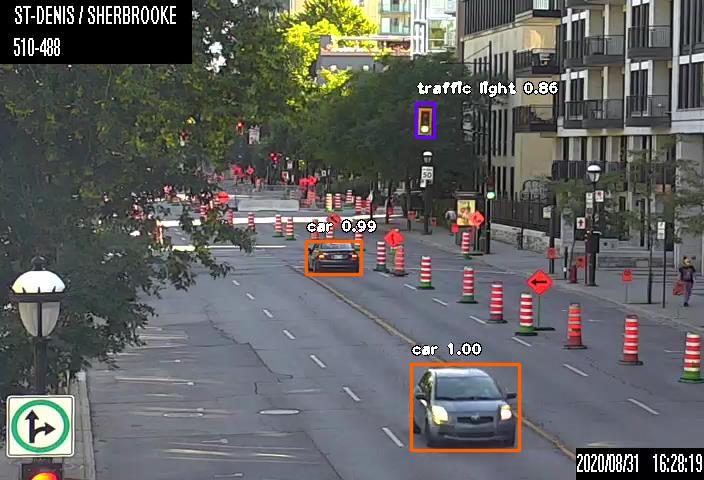 ST-DENIS / SHERBROOKE
510-488
traffic light 0.86
50
car 0.99
car 1.00
2020/08/31 16:28:19